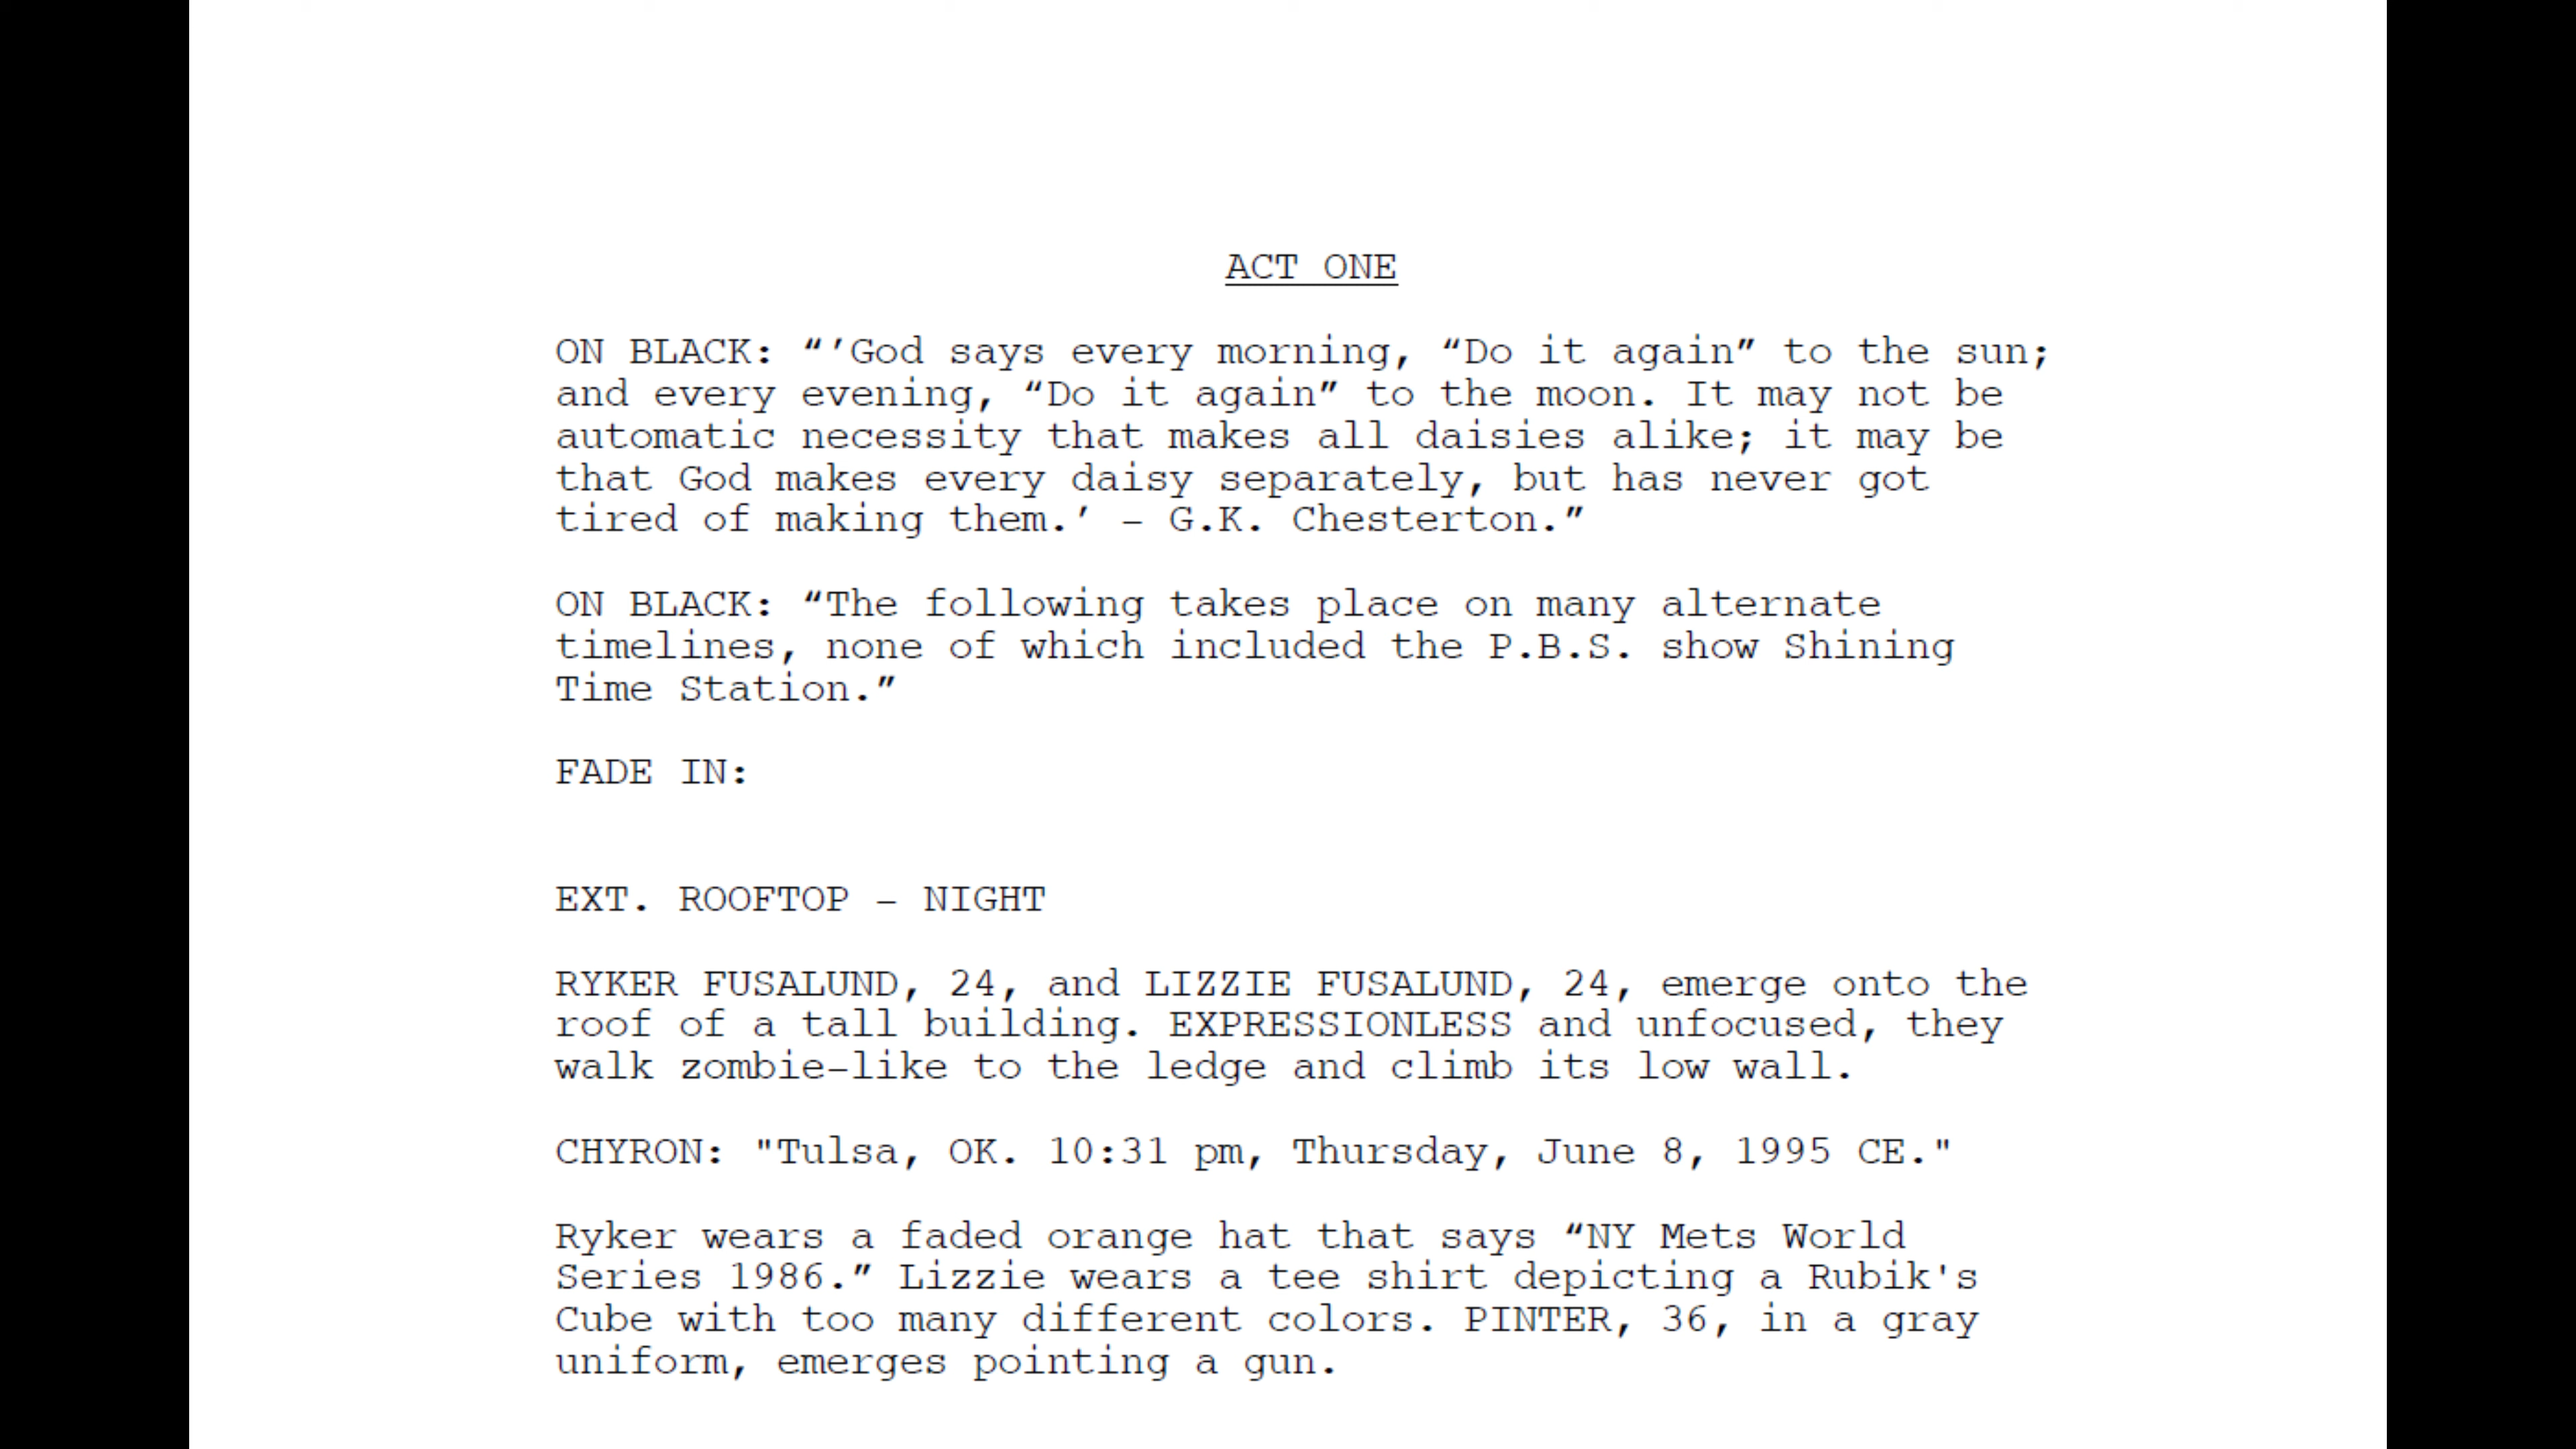 ACT ONE
ON BLACK: “’God says every morning, “Do it again” to the sun;
and every evening, “Do it again” to the moon. It may not be
automatic necessity that makes all daisies alike; it may be
that God makes every daisy separately, but has never got
tired of making them.’ – G.K. Chesterton.”
ON BLACK: “The following takes place on many alternate
timelines, none of which included the P.B.S. show Shining
Time Station.”
FADE IN:
EXT. ROOFTOP – NIGHT
RYKER FUSALUND, 24, and LIZZIE FUSALUND, 24, emerge onto the
roof of a tall building. EXPRESSIONLESS and unfocused, they
walk zombie-like to the ledge and climb its low wall.
CHYRON: "Tulsa, OK. 10:31 pm, Thursday, June 8, 1995 CE."
Ryker wears a faded orange hat that says “NY Mets World
Series 1986.” Lizzie wears a tee shirt depicting a Rubik's
Cube with too many different colors. PINTER, 36, in a gray
uniform, emerges pointing a gun.